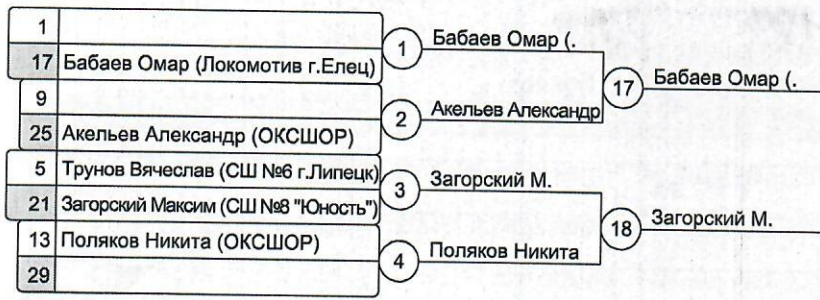 1
17 Бабаев Омар (Локомотив г.Елец)
1 Бабаев Омар (.
9
25 Акельев Александр (ОКСШОР)
2 Акельев Александр
17 Бабаев Омар (.
5 Трунов Вячеслав (СШ №6 г.Липецк)
21 Загорский Максим (СШ №8 "Юность")
3 Загорский М.
13 Поляков Никита (ОКСШОР)
29
4 Поляков Никита
18 Загорский М.